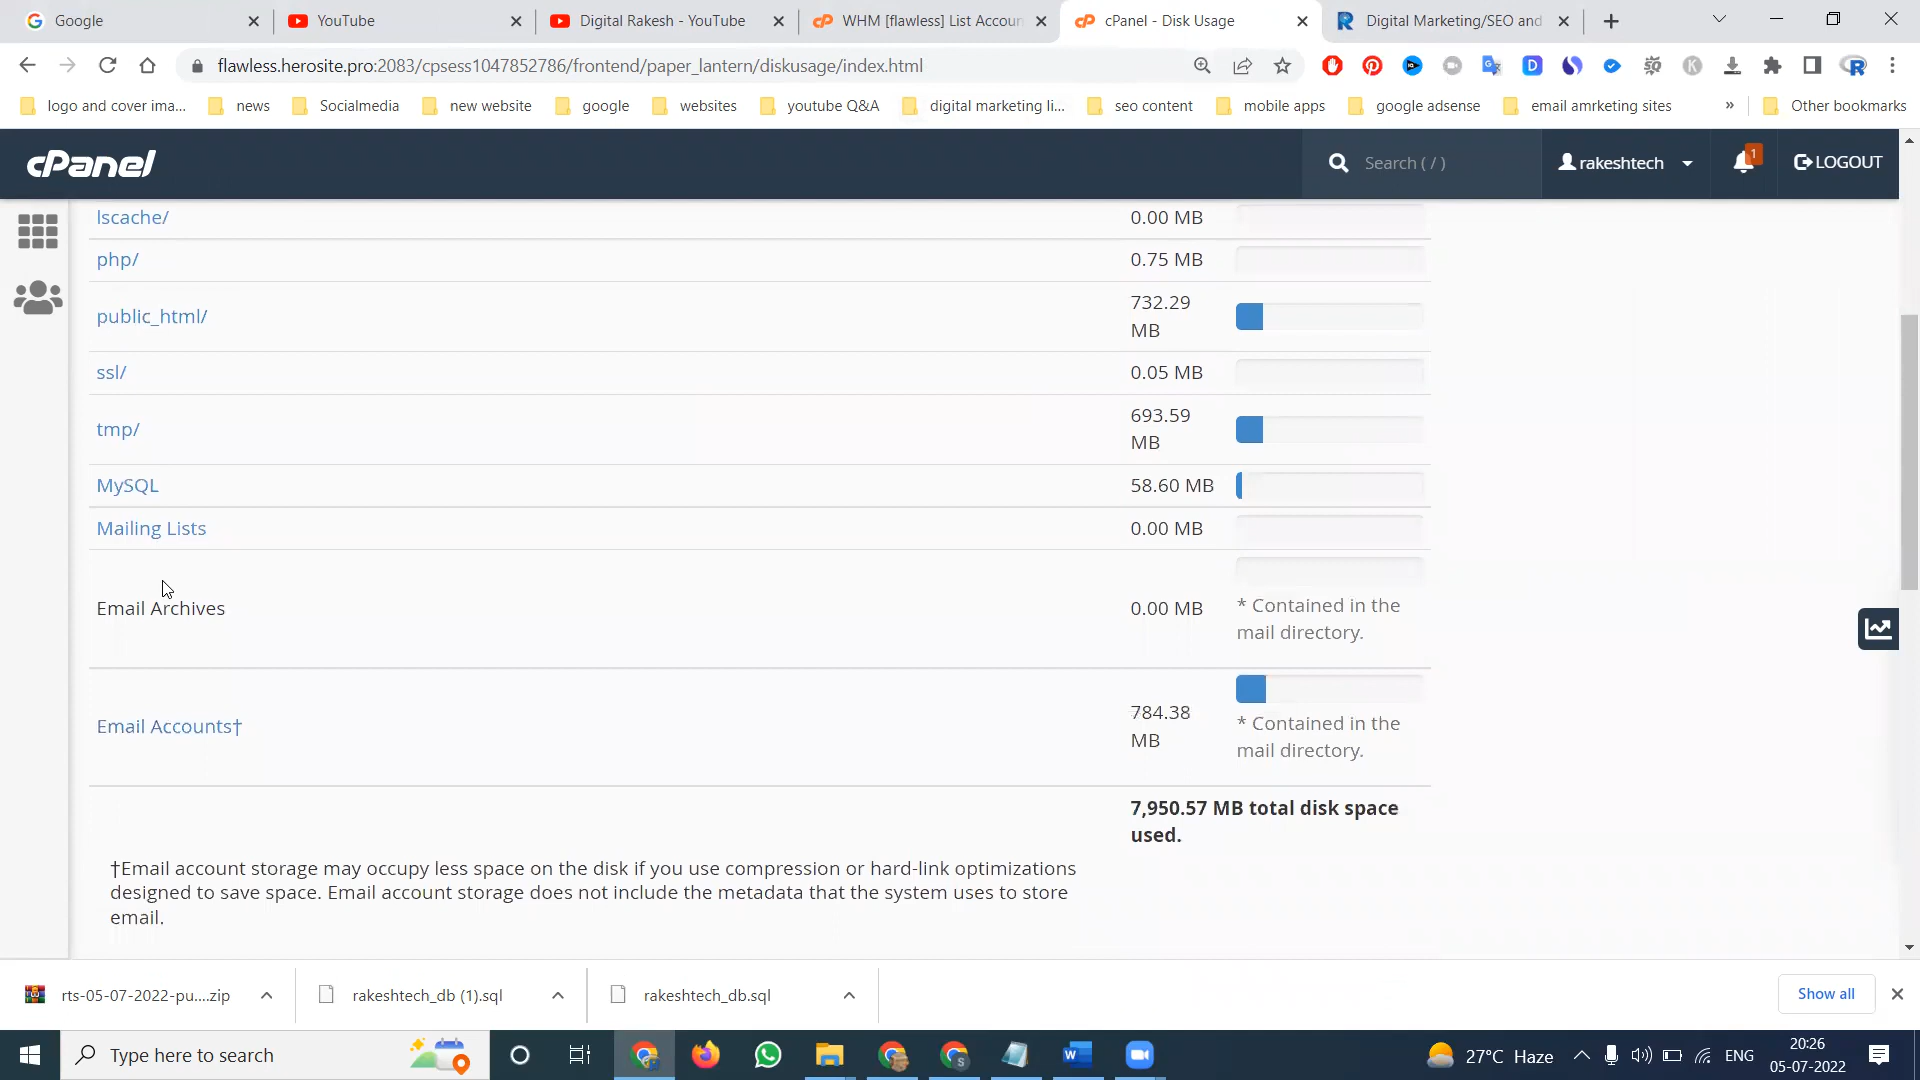 Google
YouTube
Digital Rakesh - YouTube
WHM [flawless] List Accoun
cPanel - Disk Usage
Digital Marketing/SEO and
flawless.herosite.pro:2083/cpsess1047852786/frontend/paper_lantern/diskusage/index.html
logo and cover ima...
news
Socialmedia
new website
google
websites
youtube Q&A
digital marketing li...
seo content
mobile apps
google adsense
email amrketing sites
»
Other bookmarks
cPanel
Search ( / )
rakeshtech
1
LOGOUT
lscache/ 0.00 MB
php/ 0.75 MB
public_html/ 732.29
MB
ssl/ 0.05 MB
tmp/ 693.59
MB
MySQL 58.60 MB
Mailing Lists 0.00 MB
Email Archives 0.00 MB
* Contained in the
mail directory.
Email Accounts† 784.38
MB
* Contained in the
mail directory.
7,950.57 MB total disk space
used.
†Email account storage may occupy less space on the disk if you use compression or hard-link optimizations
designed to save space. Email account storage does not include the metadata that the system uses to store
email.
rts-05-07-2022-pu....zip
rakeshtech_db (1).sql
rakeshtech_db.sql
Show all
Type here to search
27°C Haze
ENG
20:26
05-07-2022